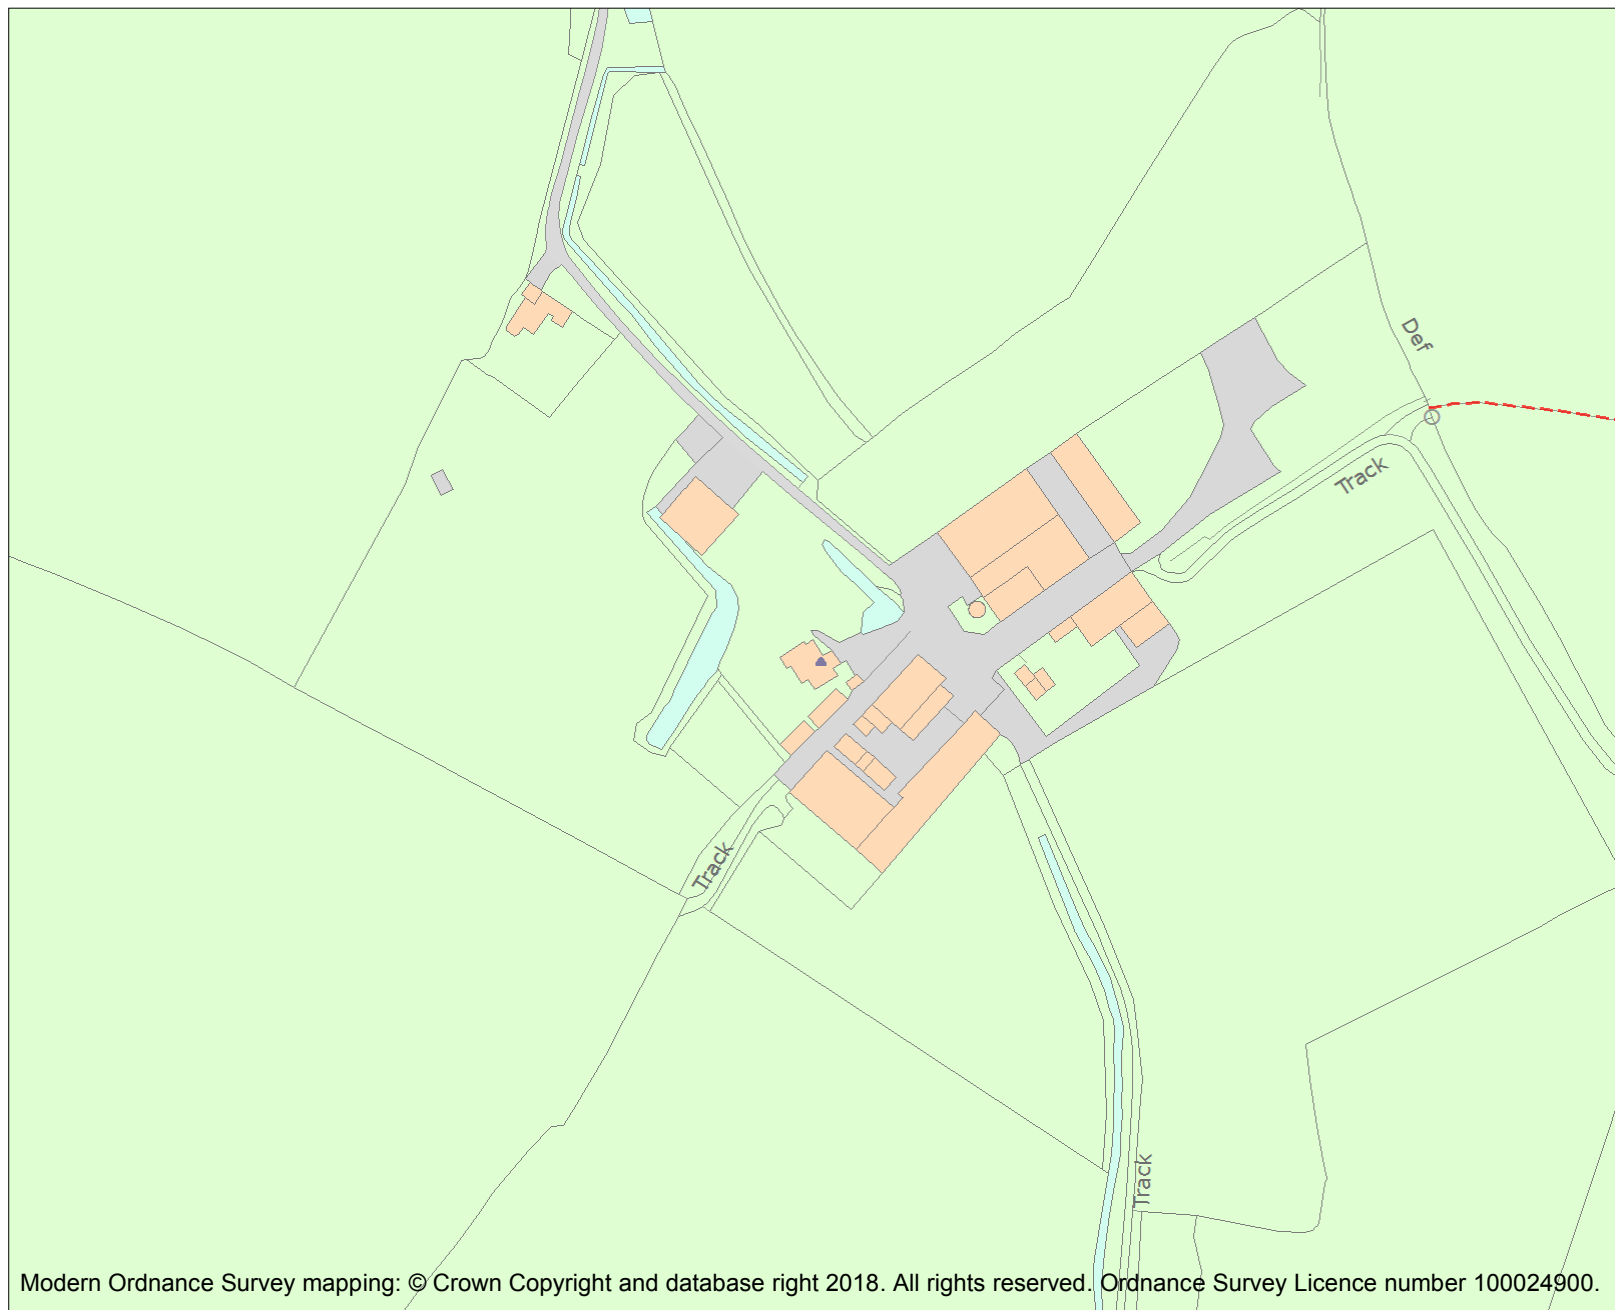 Def
Track
Track
Track
Modern Ordnance Survey mapping: © Crown Copyright and database right 2018. All rights reserved. Ordnance Survey Licence number 100024900.